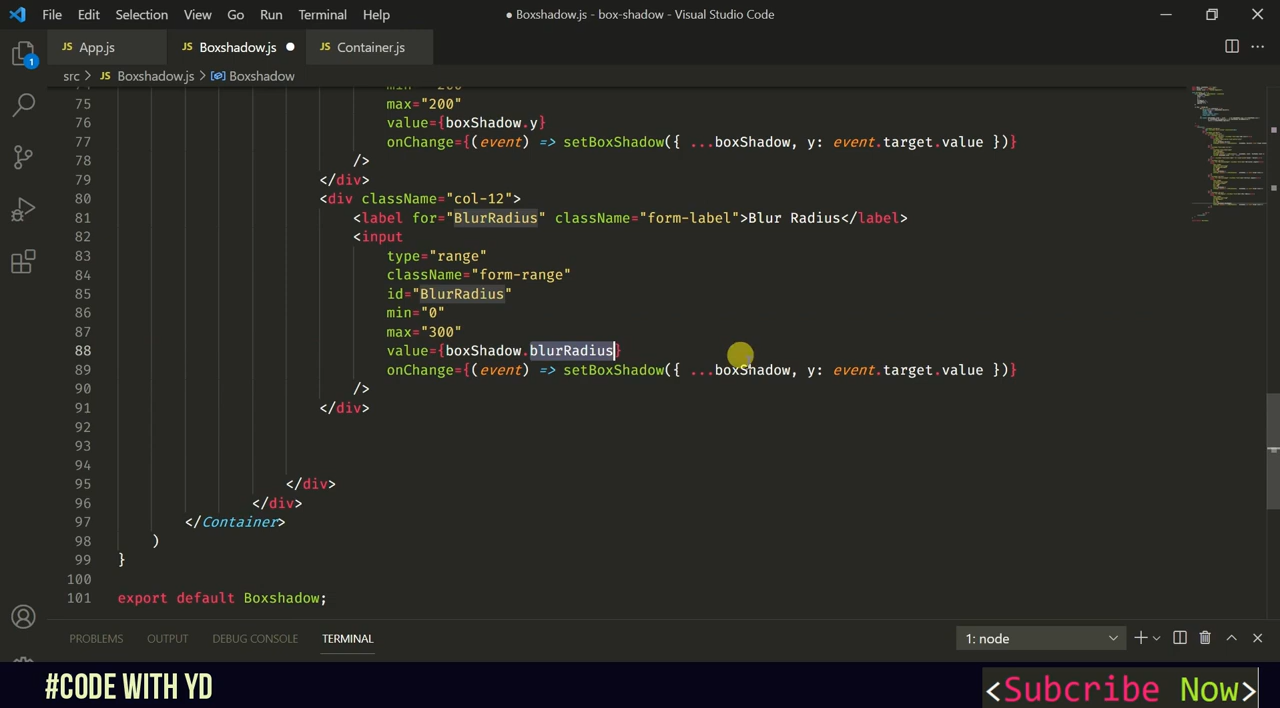 File Edit Selection View Go Run Terminal Help ● Boxshadow.js - box-shadow - Visual Studio Code
JS App.js JS Boxshadow.js ● JS Container.js
src > JS Boxshadow.js > Boxshadow
1
74 min="-200"
75 max="200"
76 value={boxShadow.y}
77 onChange={(event) => setBoxShadow({ ...boxShadow, y: event.target.value })}
78 />
79 </div>
80 <div className="col-12">
81 <label for="BlurRadius" className="form-label">Blur Radius</label>
82 <input
83 type="range"
84 className="form-range"
85 id="BlurRadius"
86 min="0"
87 max="300"
88 value={boxShadow.blurRadius}
89 onChange={(event) => setBoxShadow({ ...boxShadow, y: event.target.value })}
90 />
91 </div>
92
93
94
95 </div>
96 </div>
97 </Container>
98 )
99 }
100
101 export default Boxshadow;
PROBLEMS OUTPUT DEBUG CONSOLE TERMINAL 1: node
#CODE WITH YD
<Subcribe Now>